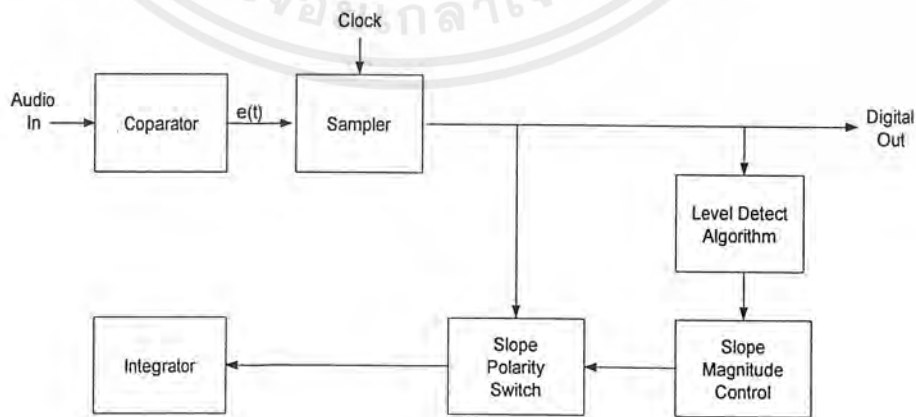 Clock
Audio
In
Coparator
e(t)
Sampler
Digital
Out
Level Detect
Algorithm
Integrator
Slope
Polarity
Switch
Slope
Magnitude
Control